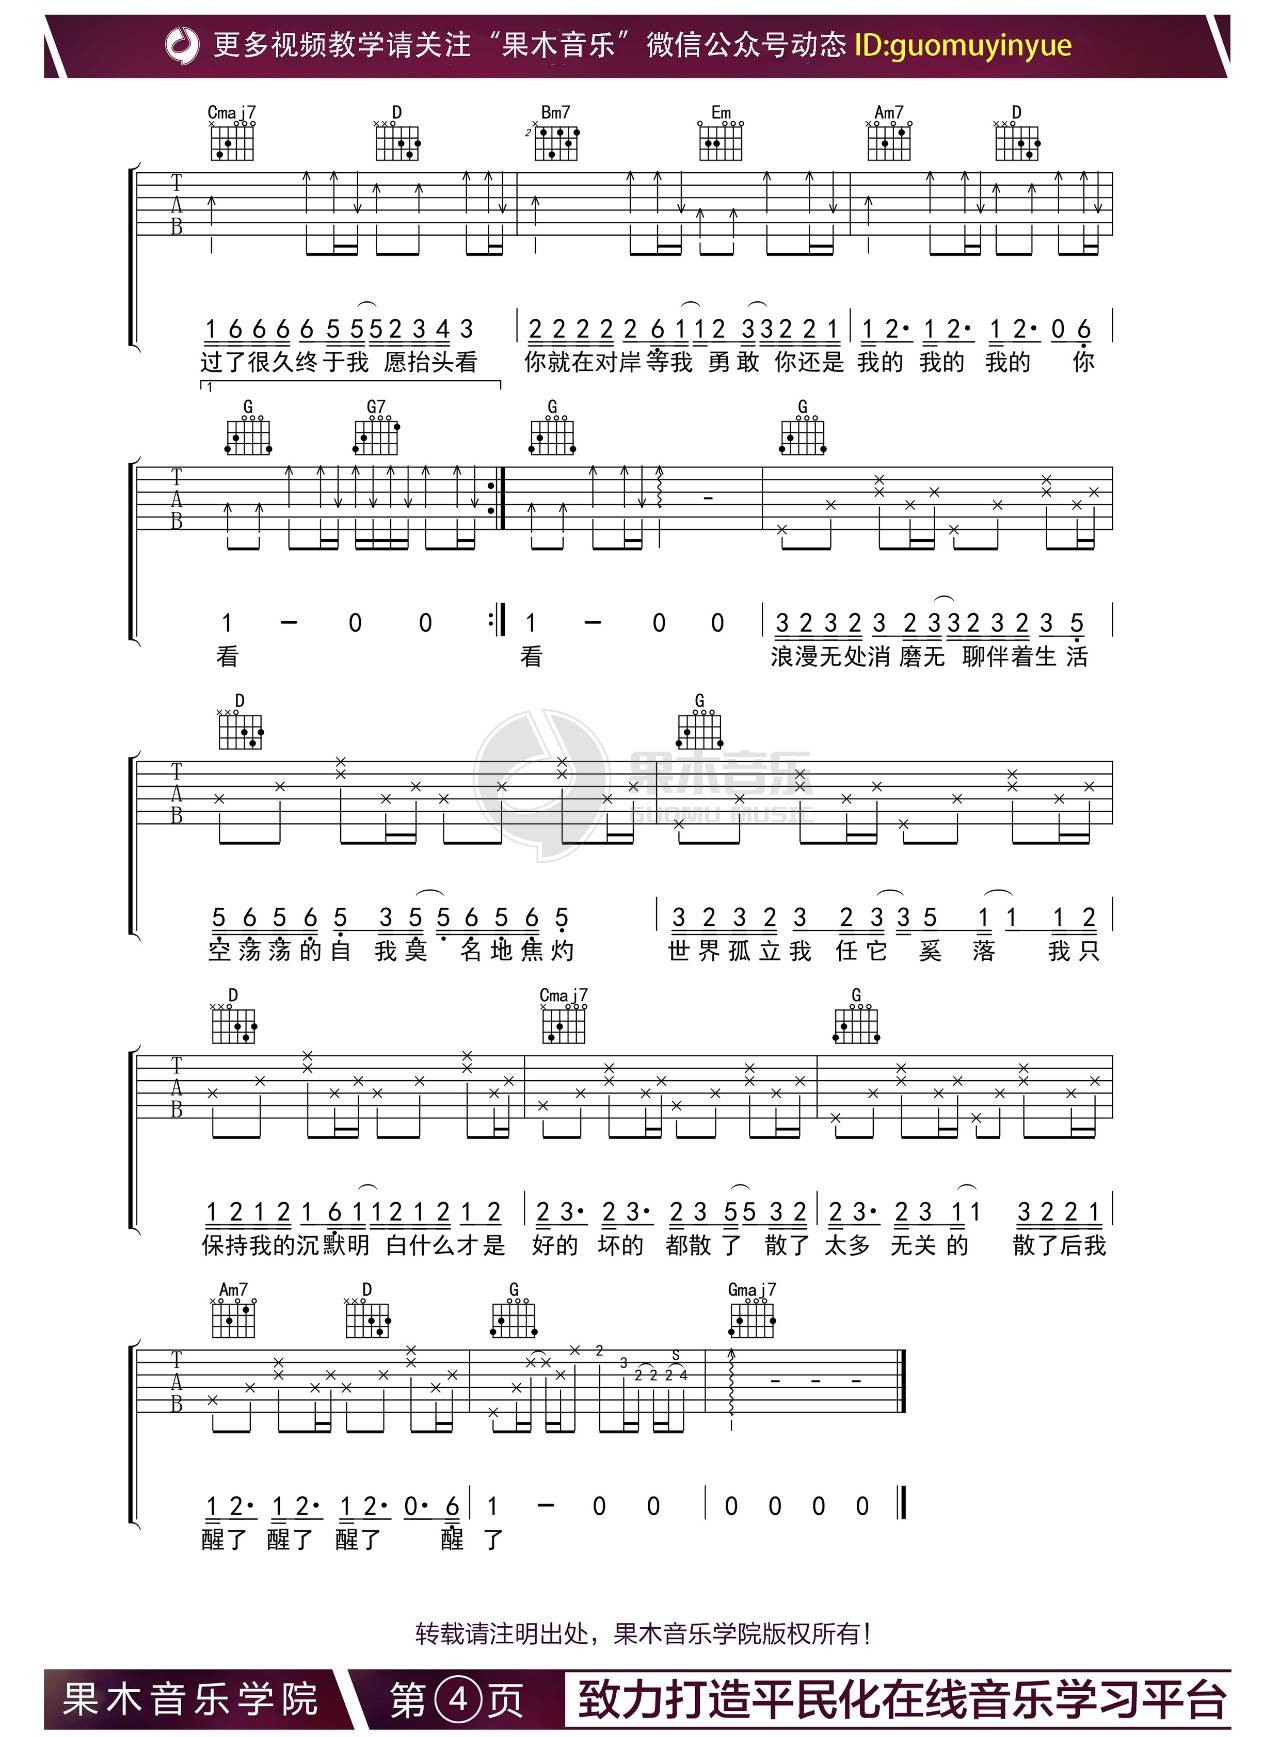 更多视频教学请关注“果木音乐”微信公众号动态 ID:guomuyinyue
Cmaj7 D Bm7 Em Am7 D
2
T
A
B
1 6 6 6 6 5 5 5 2 3 4 3 2 2 2 2 2 6 1 1 2 3 3 2 2 1 1 2· 1 2· 1 2· 0 6
过了很久终于我 愿抬头看 你就在对岸等我 勇敢 你还是 我的 我的 我的 你
1
G G7 G G
T
A
B
1 – 0 0 1 – 0 0 3 2 3 2 3 2 3 3 2 3 2 3 5
看 看 浪漫无处消磨无 聊伴着生活
D G
果木音乐
GUOMU MUSIC
T
A
B
5 6 5 6 5 3 5 5 6 5 6 5 3 2 3 2 3 2 3 3 5 1 1 1 2
空荡荡的自 我莫 名地焦灼 世界孤立我 任它 奚 落 我只
D Cmaj7 G
T
A
B
1 2 1 2 1 6 1 1 2 1 2 1 2 2 3· 2 3· 2 3 5 5 3 2 2 3· 2 3 1 1 3 2 2 1
保持我的沉默明 白什么才是 好的 坏的 都散了 散了 太多 无关的 散了后我
Am7 D G Gmaj7
T
A
B
2 3 2 2 2 S 4
1 2· 1 2· 1 2· 0· 6 1 – 0 0 0 0 0 0
醒了 醒了 醒了 醒 了
转载请注明出处，果木音乐学院版权所有！
果木音乐学院 第④页 致力打造平民化在线音乐学习平台